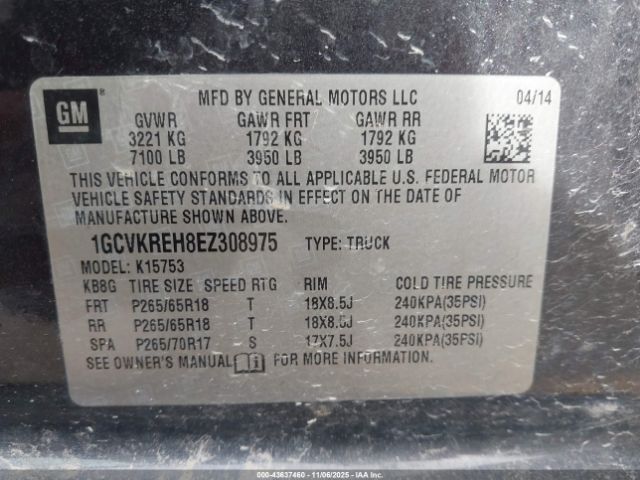 GM ®
MFD BY GENERAL MOTORS LLC 04/14
GVWR GAWR FRT GAWR RR
3221 KG 1792 KG 1792 KG
7100 LB 3950 LB 3950 LB
THIS VEHICLE CONFORMS TO ALL APPLICABLE U.S. FEDERAL MOTOR
VEHICLE SAFETY STANDARDS IN EFFECT ON THE DATE OF
MANUFACTURE SHOWN ABOVE.
1GCVKREH8EZ308975 TYPE: TRUCK
MODEL: K15753
KB8G TIRE SIZE SPEED RTG RIM COLD TIRE PRESSURE
FRT P265/65R18 T 18X8.5J 240KPA(35PSI)
RR P265/65R18 T 18X8.5J 240KPA(35PSI)
SPA P265/70R17 S 17X7.5J 240KPA(35PSI)
SEE OWNER'S MANUAL FOR MORE INFORMATION.
000-43637460 - 11/06/2025 - IAAI.COM